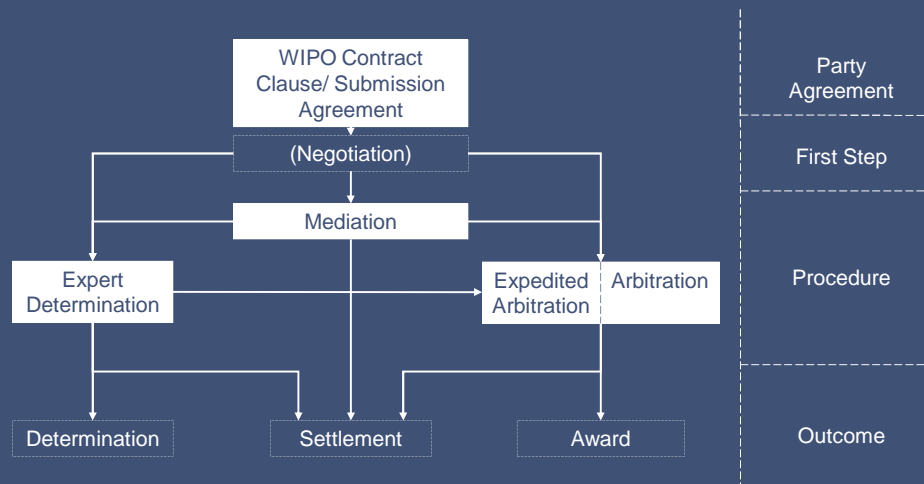 WIPO Contract
Clause/ Submission
Agreement
Party
Agreement
(Negotiation)
First Step
Mediation
Expert
Determination
Expedited
Arbitration
Arbitration
Procedure
Determination
Settlement
Award
Outcome